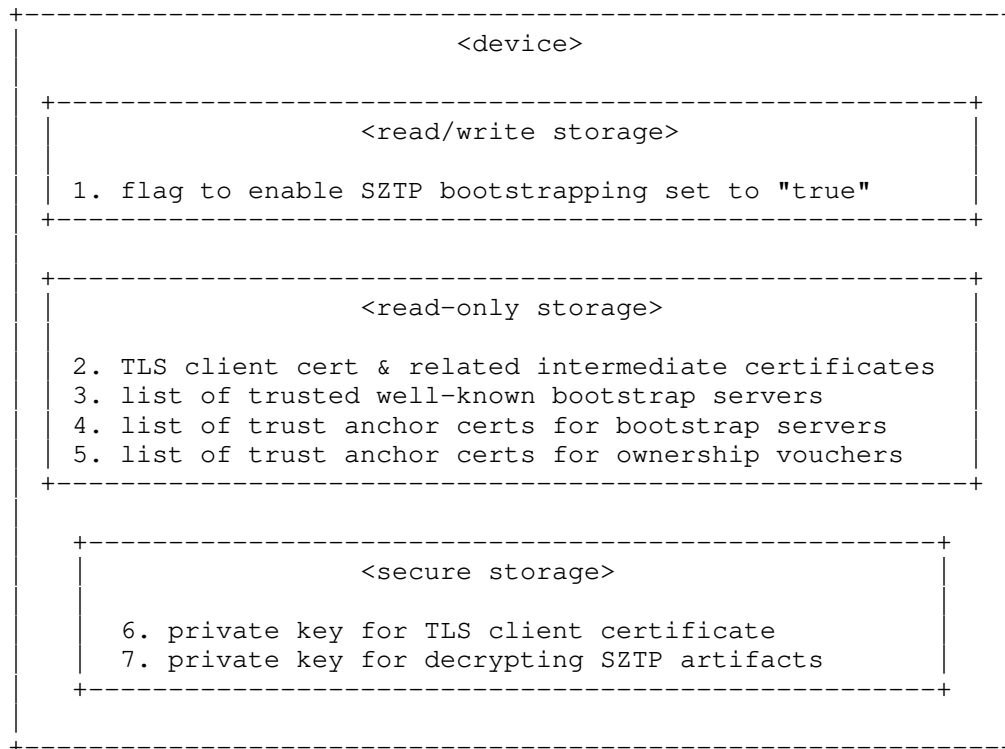 <device>
<read/write storage>
1. flag to enable SZTP bootstrapping set to "true"
<read-only storage>
2. TLS client cert & related intermediate certificates
3. list of trusted well-known bootstrap servers
4. list of trust anchor certs for bootstrap servers
5. list of trust anchor certs for ownership vouchers
<secure storage>
6. private key for TLS client certificate
7. private key for decrypting SZTP artifacts